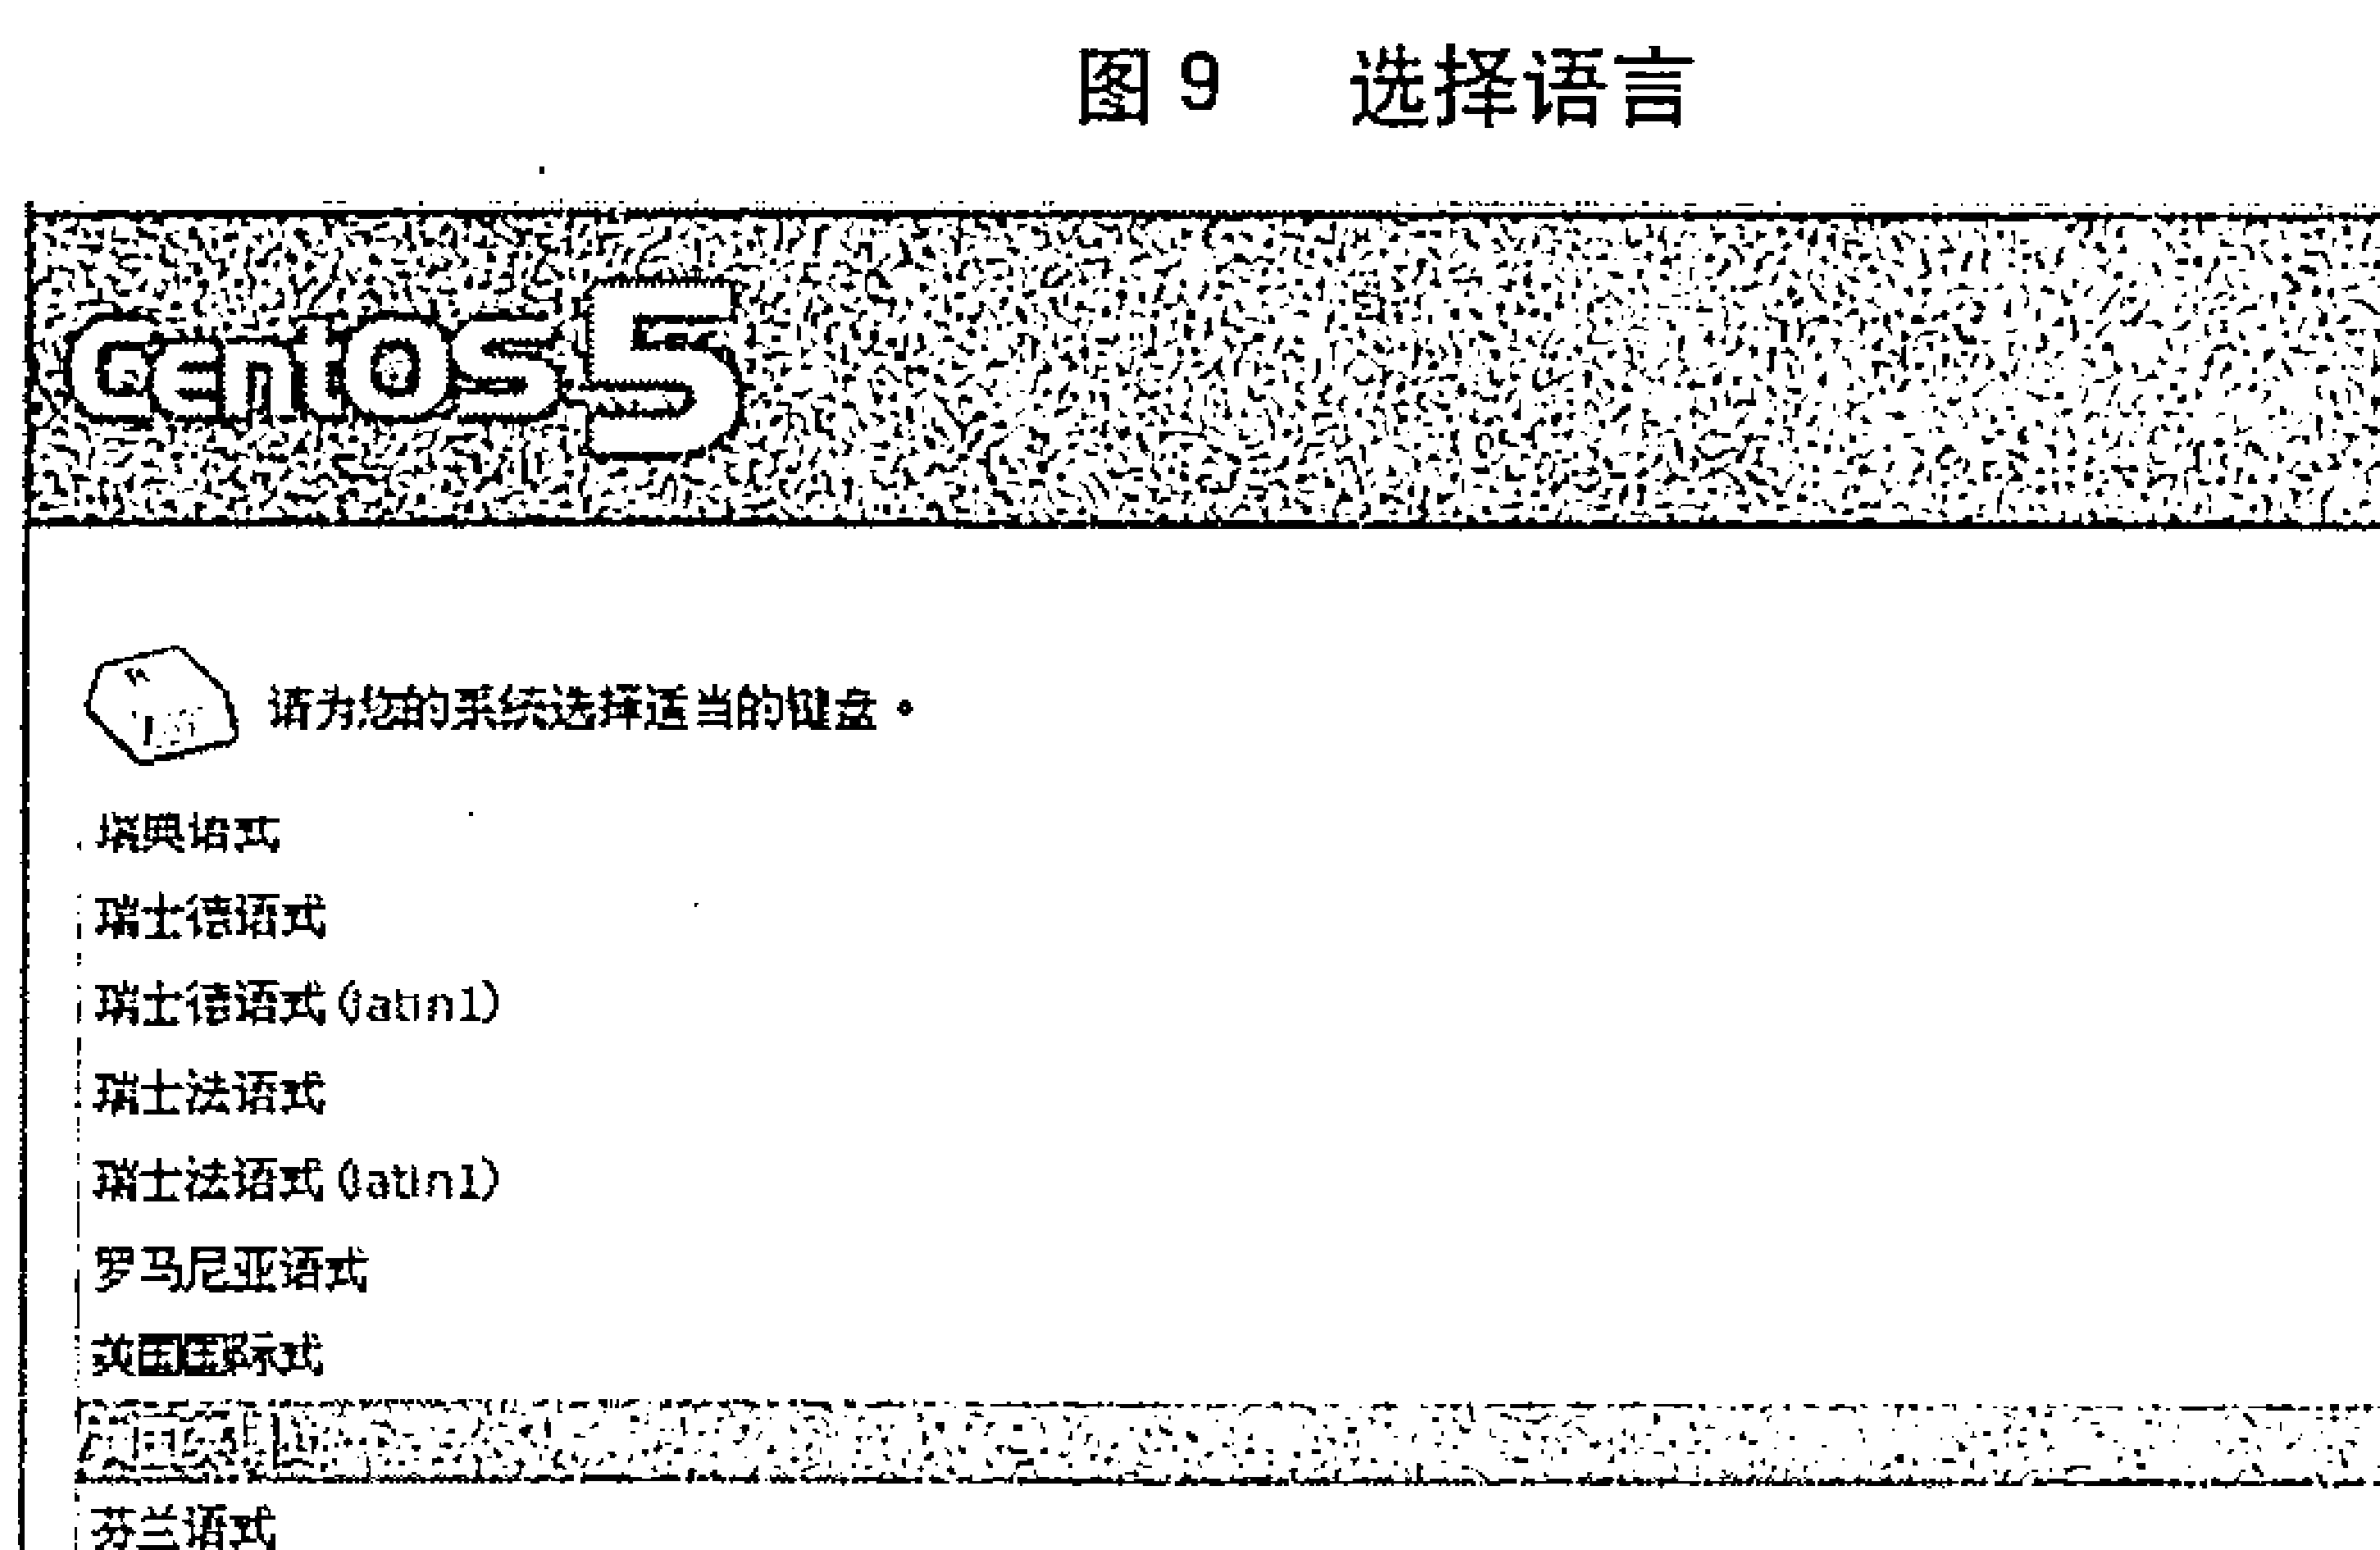 图 9 选择语言
CentOS 5
请为您的系统选择适当的键盘。
瑞典语式
瑞士德语式
瑞士德语式 (latin1)
瑞士法语式
瑞士法语式 (latin1)
罗马尼亚语式
美国国际式
芬兰语式